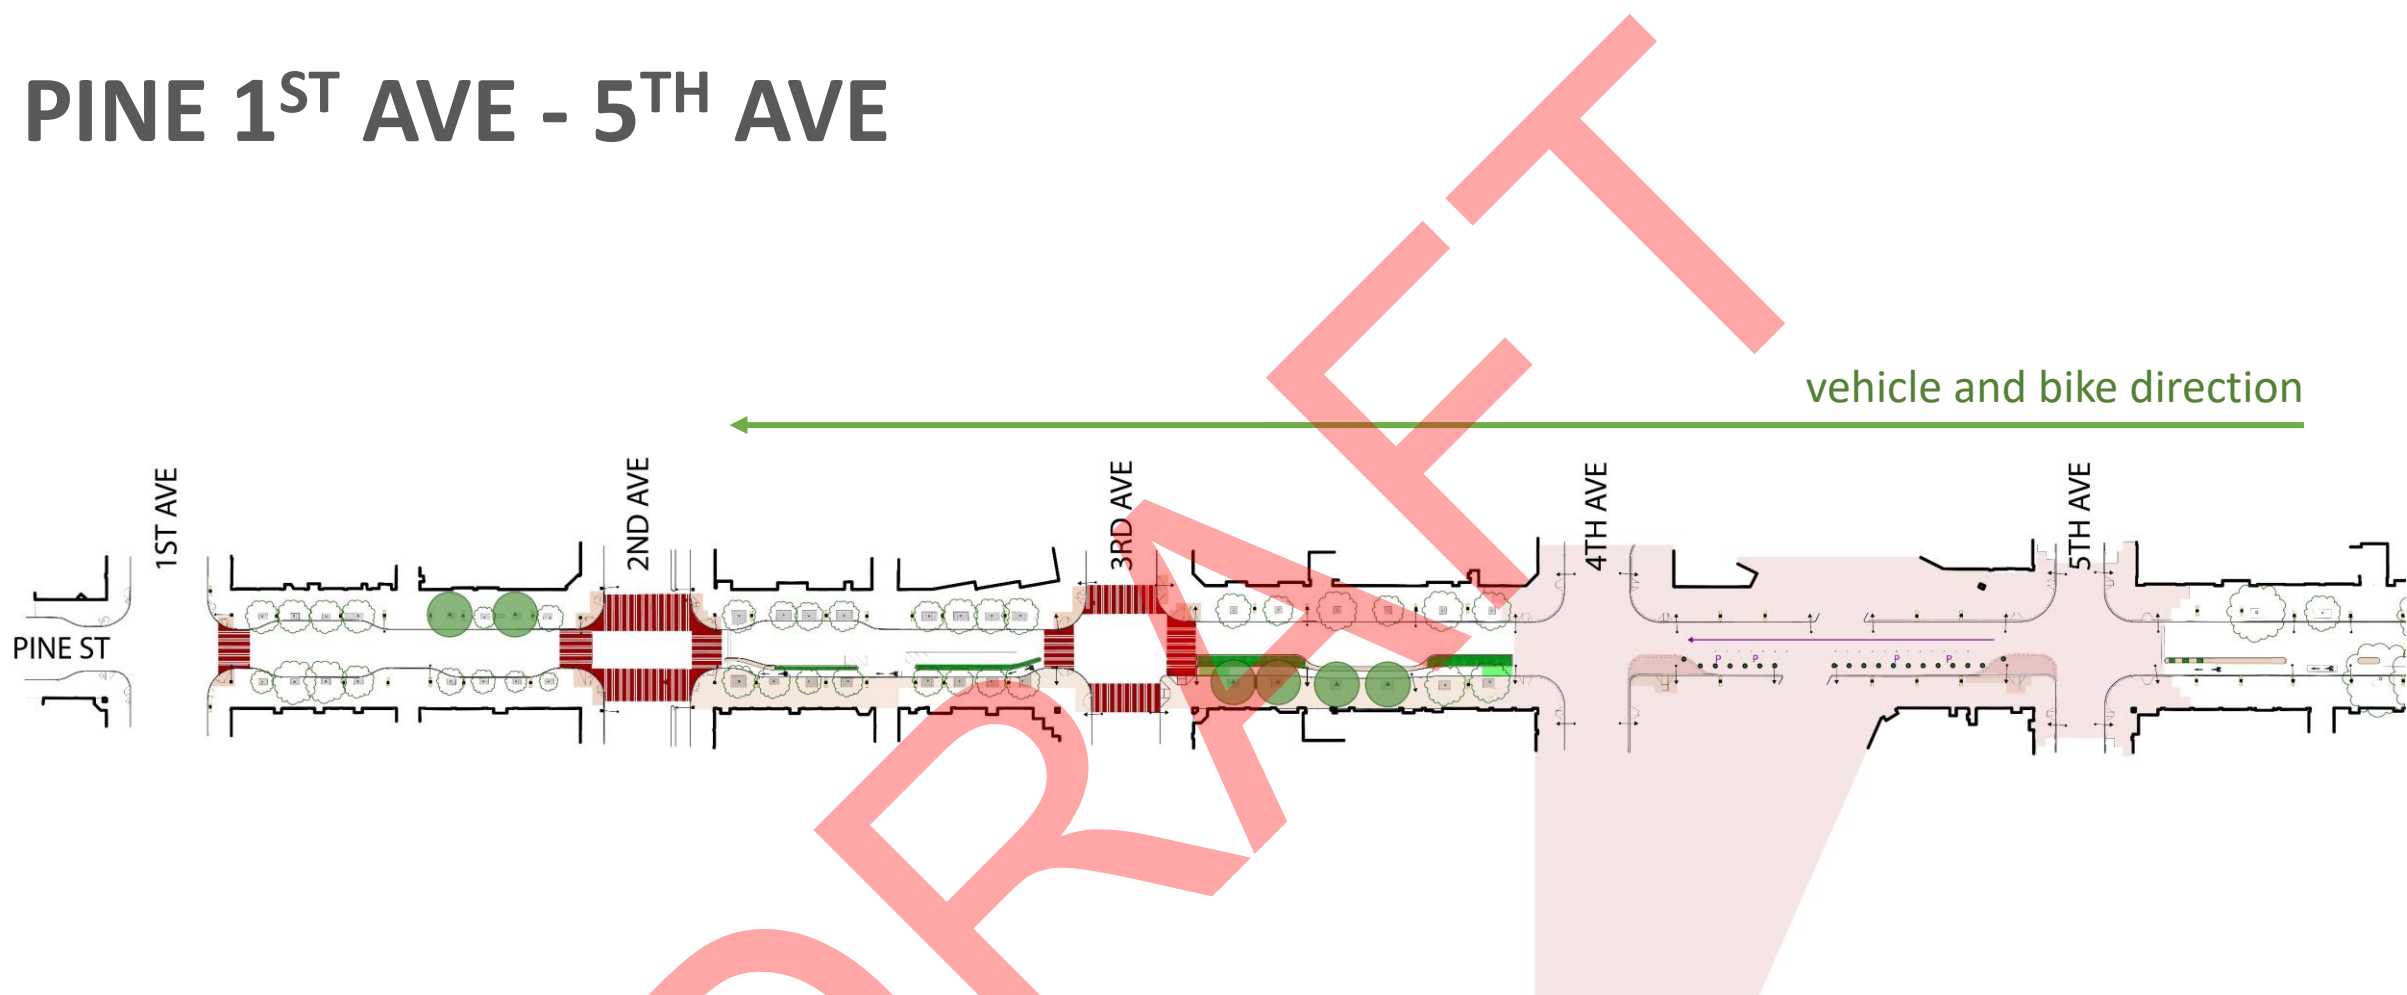 PINE 1ST AVE - 5TH AVE
vehicle and bike direction
1ST AVE
2ND AVE
3RD AVE
4TH AVE
5TH AVE
PINE ST
P
P
P
P
DRAFT